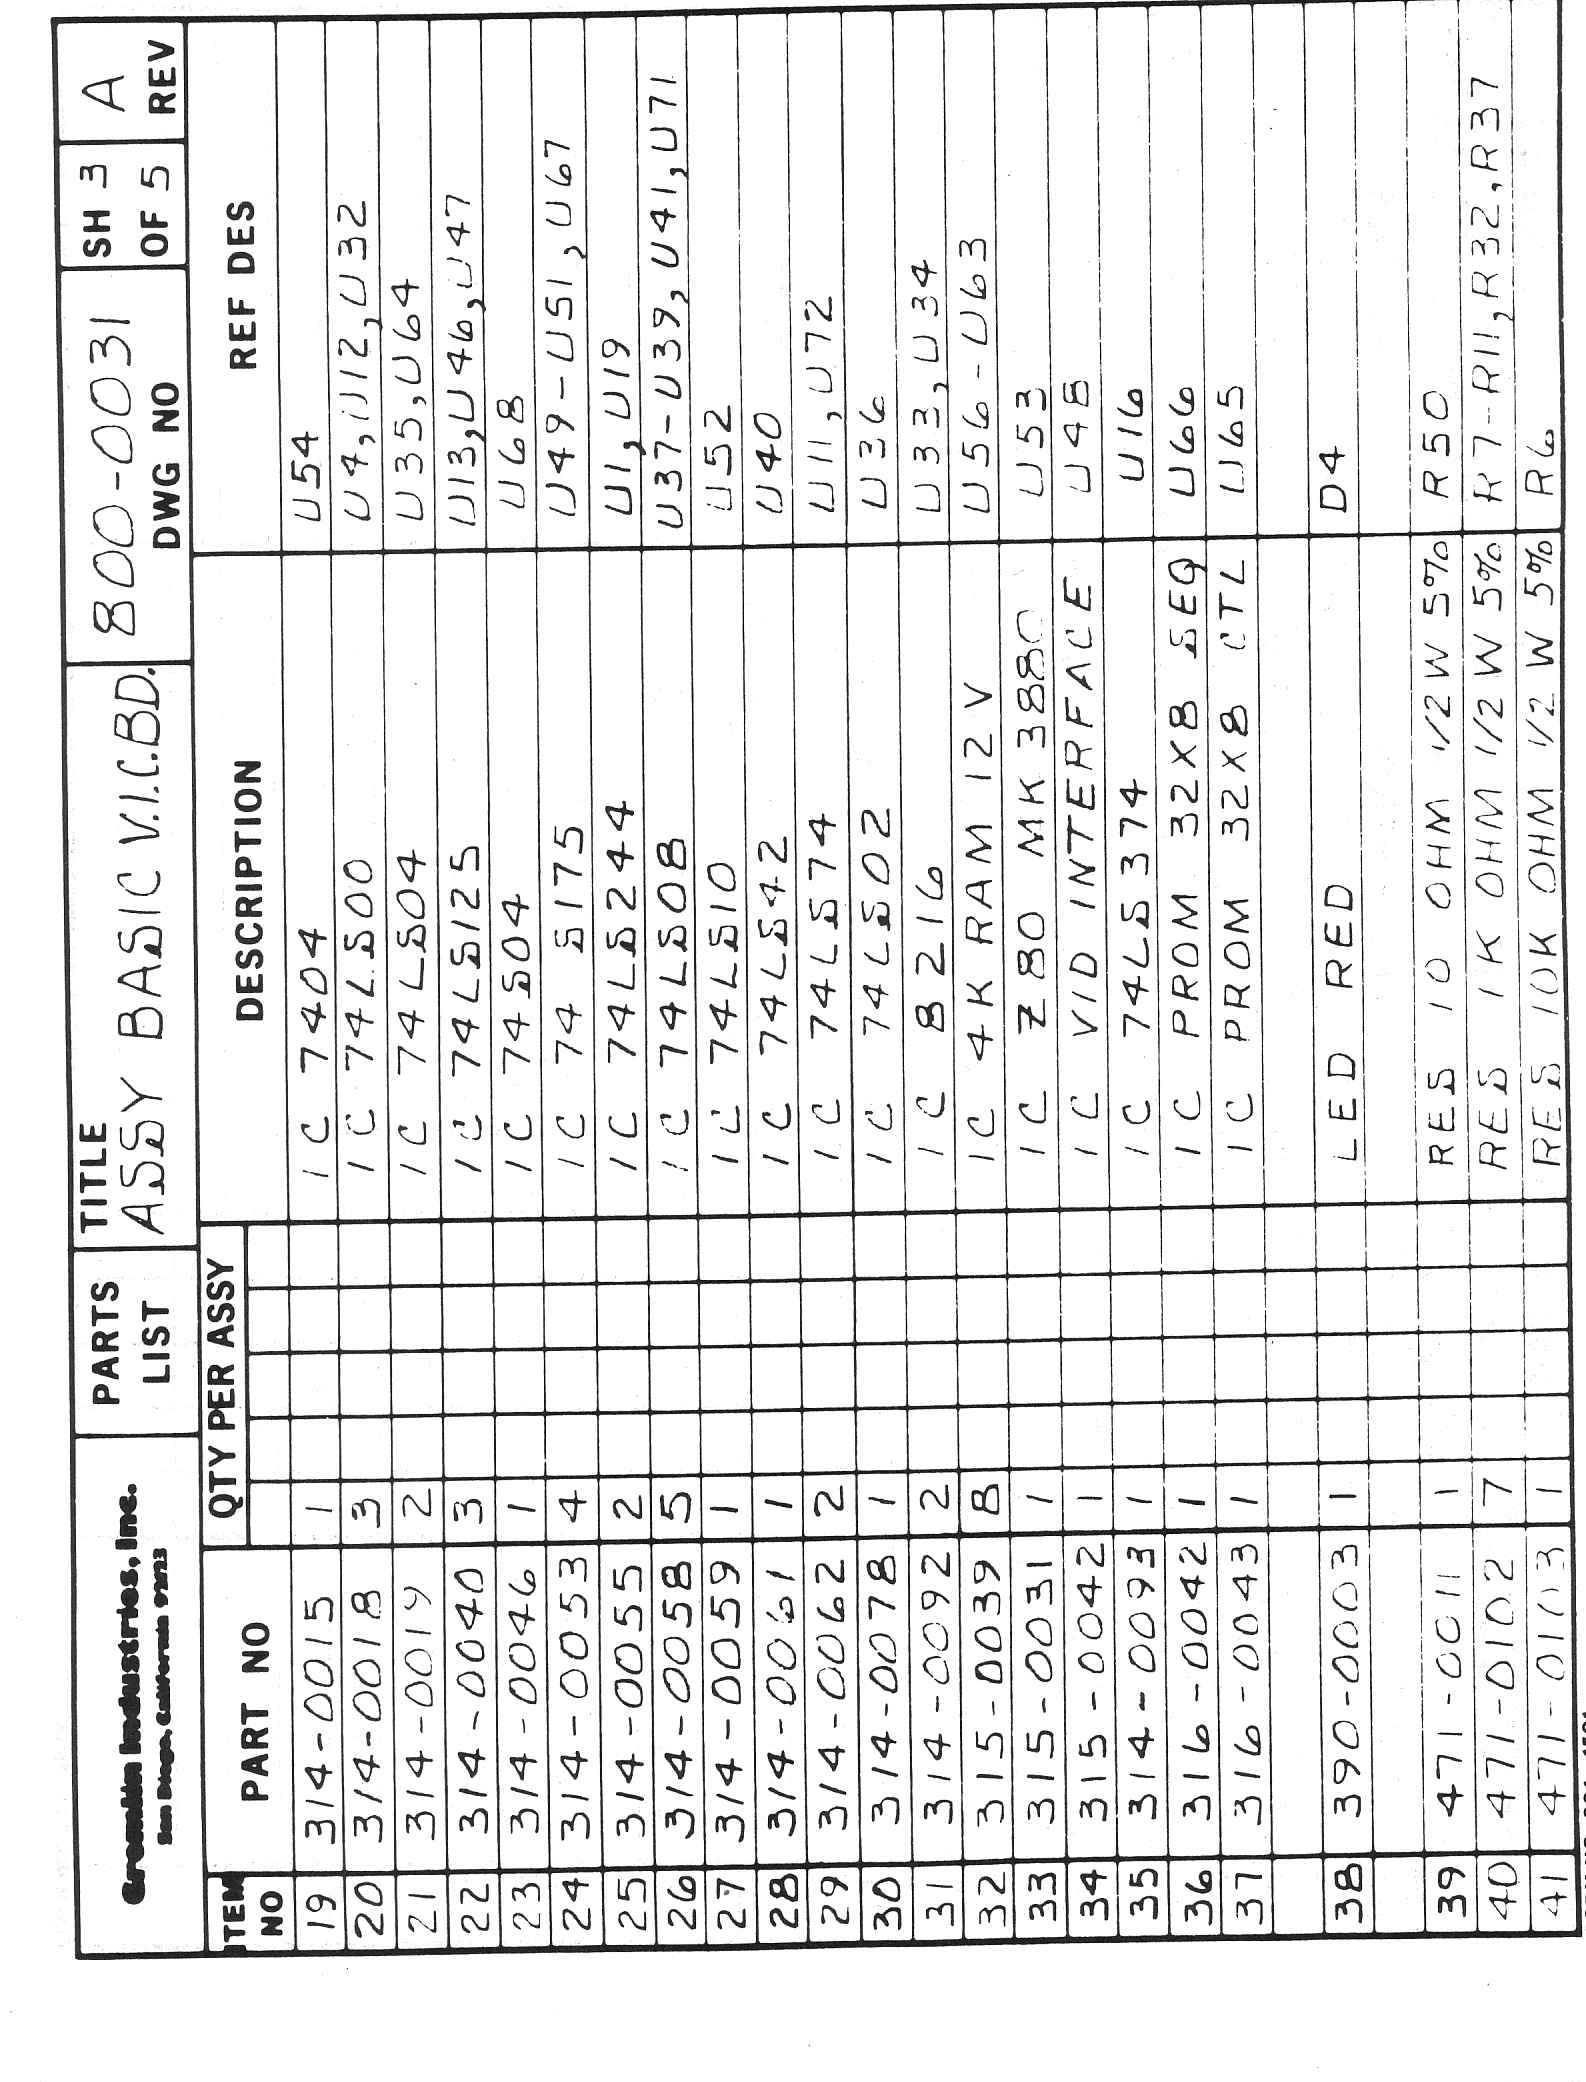 Gremlin Industries, Inc.
San Diego, California 92123
PARTS LIST
TITLE
ASSY BASIC V.I.C.BD.
800-0031
DWG NO
SH 3
OF 5
A
REV
ITEM NO PART NO QTY PER ASSY DESCRIPTION REF DES
19 314-0015 1 IC 7404 U54
20 314-0018 3 IC 74LS00 U4,U12,U32
21 314-0019 2 IC 74LS04 U35,U64
22 314-0040 3 IC 74LS125 U13,U46,U47
23 314-0046 1 IC 74S04 U68
24 314-0053 4 IC 74 S175 U49-U51,U67
25 314-0055 2 IC 74LS244 U1,U19
26 314-0058 5 IC 74LS08 U37-U39,U41,U71
27 314-0059 1 IC 74LS10 U52
28 314-0061 1 IC 74LS42 U40
29 314-0062 2 IC 74LS74 U11,U72
30 314-0078 1 IC 74LS02 U36
31 314-0092 2 IC 8216 U33,U34
32 315-0039 8 IC 4K RAM 12 V U56-U63
33 315-0031 1 IC Z80 MK 3880 U53
34 315-0042 1 IC VID INTERFACE U48
35 314-0093 1 IC 74LS374 U16
36 316-0042 1 IC PROM 32X8 SEQ U66
37 316-0043 1 IC PROM 32X8 CTL U65
38 390-0003 1 LED RED D4
39 471-0011 1 RES 10 OHM 1/2W 5% R50
40 471-0102 7 RES 1K OHM 1/2W 5% R7-R11,R32,R37
41 471-0103 1 RES 10K OHM 1/2 W 5% R6